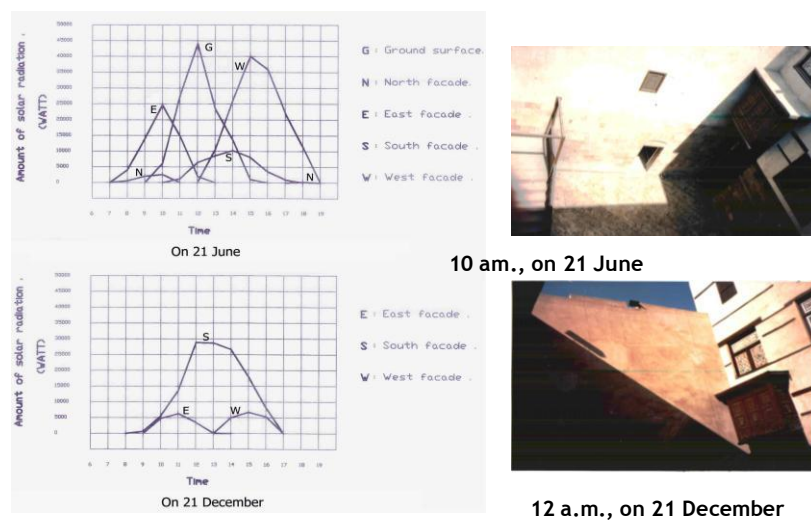 Amount of solar radiation .
(WATT)
50000
45000
40000
35000
30000
25000
20000
15000
10000
5000
0
G
W
E
S
N
N
6 7 8 9 10 11 12 13 14 15 16 17 18 19
Time
On 21 June
G : Ground surface.
N : North facade.
E : East facade .
S : South facade .
W : West facade .
10 am., on 21 June
Amount of solar radiation .
(WATT)
50000
45000
40000
35000
30000
25000
20000
15000
10000
5000
0
S
E
W
6 7 8 9 10 11 12 13 14 15 16 17 18 19
Time
On 21 December
E : East facade .
S : South facade .
W : West facade .
12 a.m., on 21 December